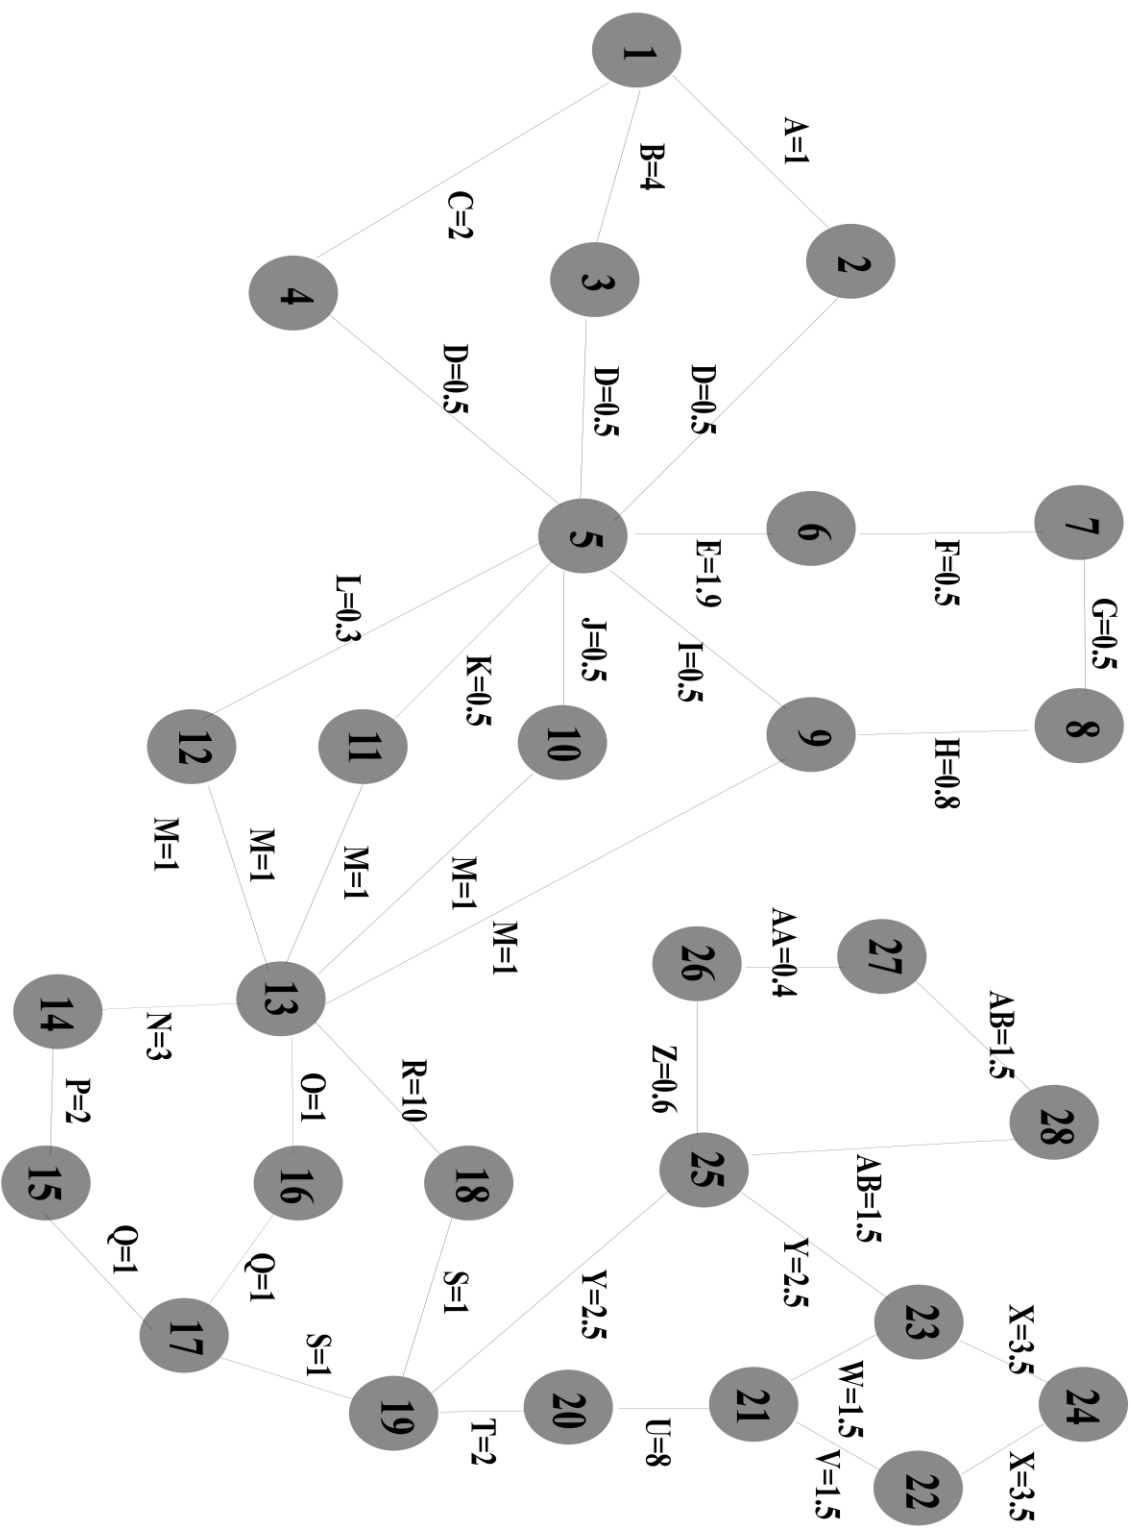 1
A=1
B=4
C=2
2
3
4
D=0.5
D=0.5
D=0.5
5
6
7
E=1.9
F=0.5
G=0.5
8
9
H=0.8
I=0.5
J=0.5
K=0.5
L=0.3
10
11
12
M=1
M=1
M=1
M=1
M=1
13
14
N=3
O=1
P=2
15
16
Q=1
Q=1
17
R=10
18
S=1
S=1
19
T=2
20
U=8
21
V=1.5
W=1.5
22
23
X=3.5
X=3.5
24
Y=2.5
Y=2.5
25
Z=0.6
26
AA=0.4
27
AB=1.5
AB=1.5
28